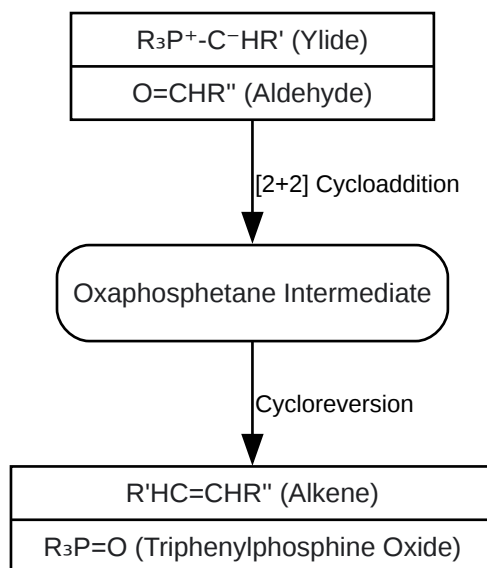 R₃P⁺-C⁻HR' (Ylide)
O=CHR" (Aldehyde)
[2+2] Cycloaddition
Oxaphosphetane Intermediate
Cycloreversion
R'HC=CHR" (Alkene)
R₃P=O (Triphenylphosphine Oxide)